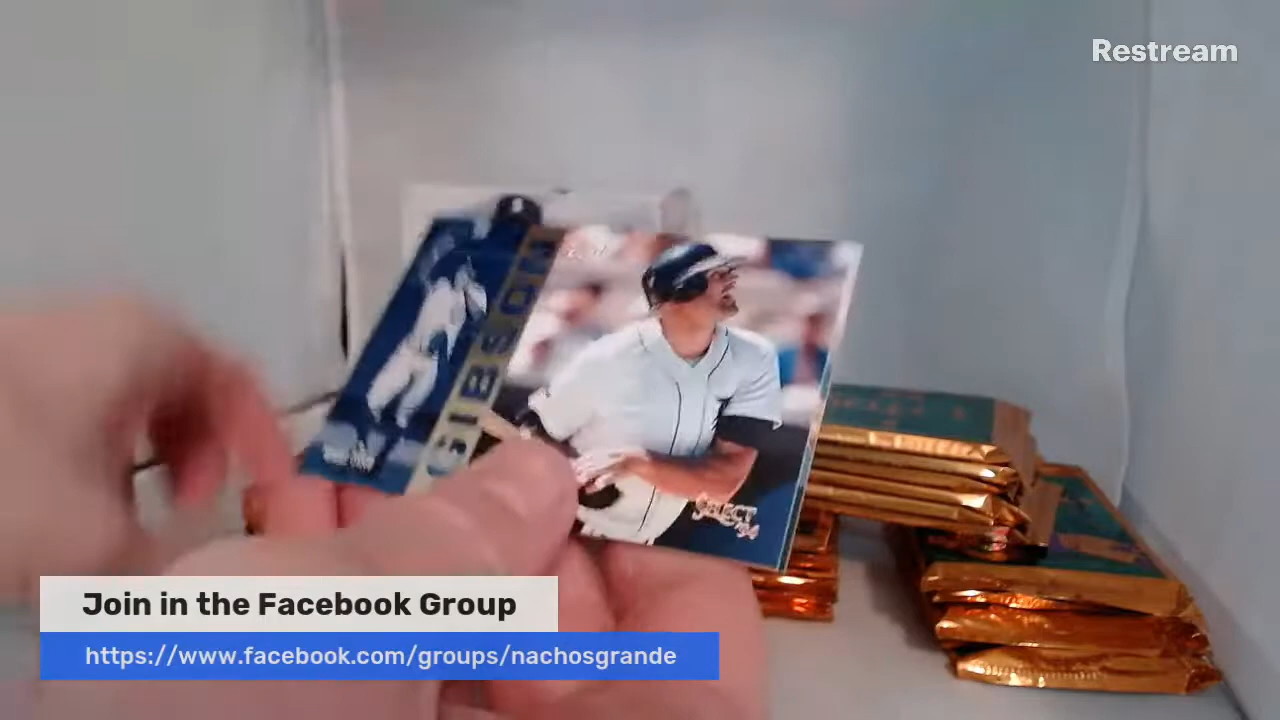 Restream
GIBSON
SELECT
'94
Join in the Facebook Group
https://www.facebook.com/groups/nachosgrande